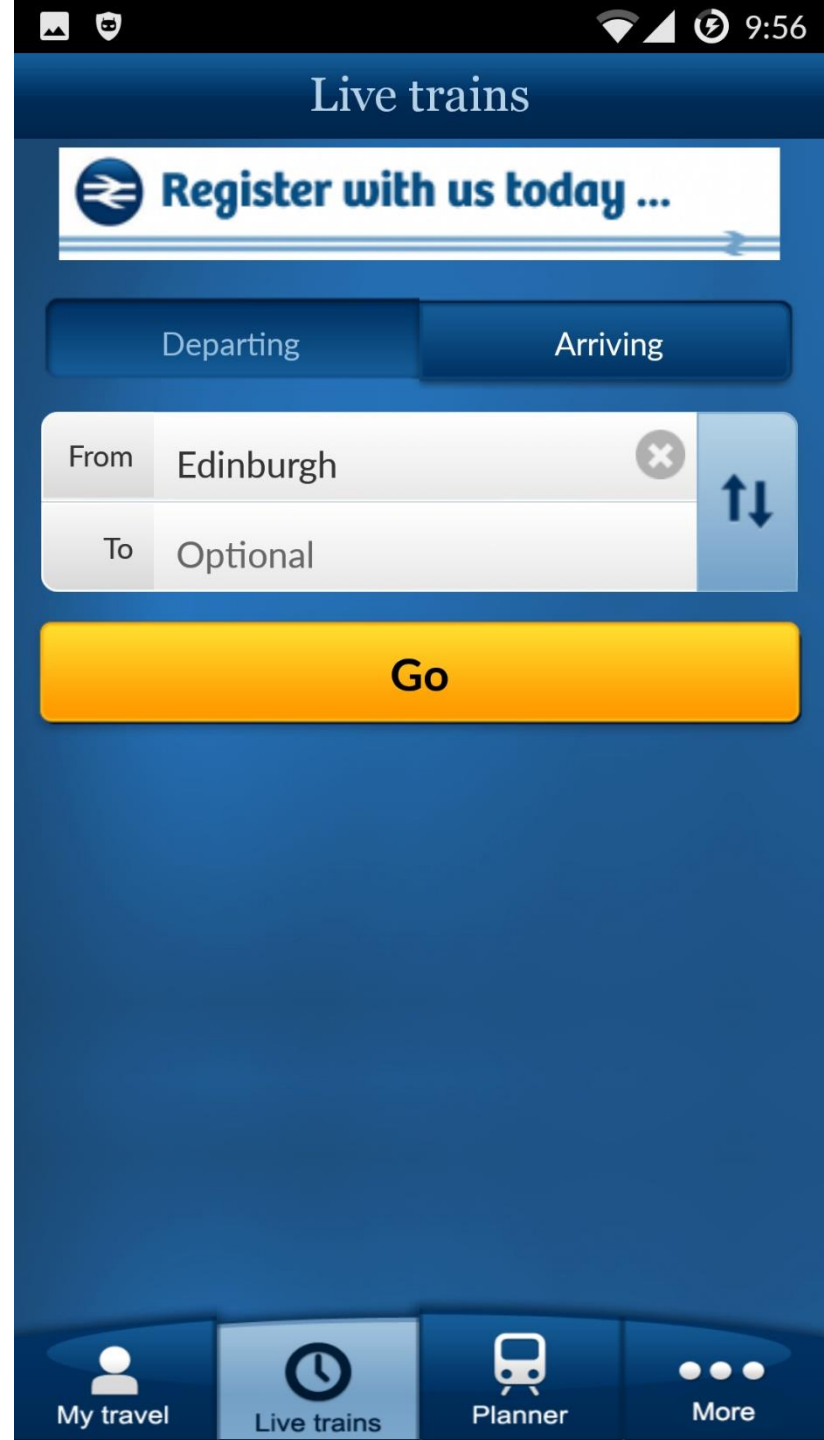 9:56
Live trains
Register with us today ...
Departing Arriving
From Edinburgh
To Optional
Go
My travel Live trains Planner More